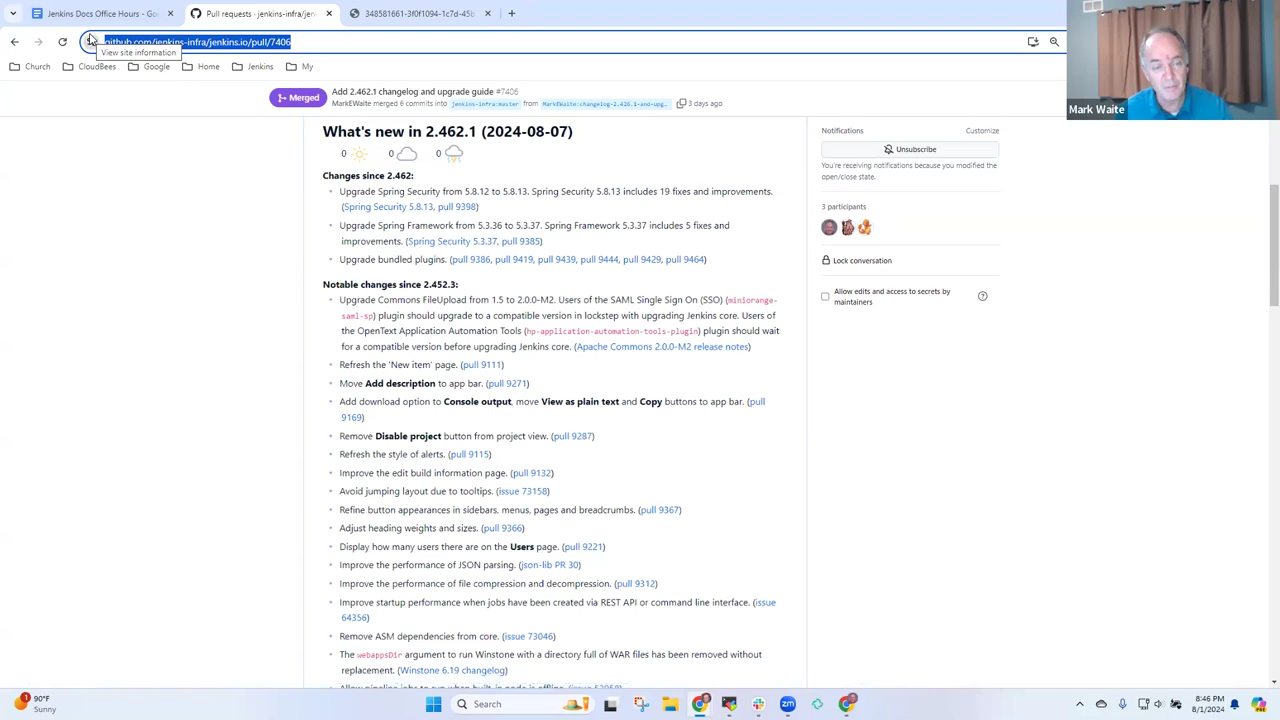 Jenkins Docs Office Hours - Goo
Pull requests · jenkins-infra/jenk
348581661-3f0f1094-1c7d-45b
github.com/jenkins-infra/jenkins.io/pull/7406
View site information
Church
CloudBees
Google
Home
Jenkins
My
Mark Waite
Merged
Add 2.462.1 changelog and upgrade guide #7406
MarkEWaite merged 6 commits into jenkins-infra:master from MarkEWaite:changelog-2.426.1-and-upg… 3 days ago
What's new in 2.462.1 (2024-08-07)
0 0 0
Changes since 2.462:
Upgrade Spring Security from 5.8.12 to 5.8.13. Spring Security 5.8.13 includes 19 fixes and improvements.
(Spring Security 5.8.13, pull 9398)
Upgrade Spring Framework from 5.3.36 to 5.3.37. Spring Framework 5.3.37 includes 5 fixes and
improvements. (Spring Security 5.3.37, pull 9385)
Upgrade bundled plugins. (pull 9386, pull 9419, pull 9439, pull 9444, pull 9429, pull 9464)
Notable changes since 2.452.3:
Upgrade Commons FileUpload from 1.5 to 2.0.0-M2. Users of the SAML Single Sign On (SSO) (miniorange-
saml-sp) plugin should upgrade to a compatible version in lockstep with upgrading Jenkins core. Users of
the OpenText Application Automation Tools (hp-application-automation-tools-plugin) plugin should wait
for a compatible version before upgrading Jenkins core. (Apache Commons 2.0.0-M2 release notes)
Refresh the 'New item' page. (pull 9111)
Move Add description to app bar. (pull 9271)
Add download option to Console output, move View as plain text and Copy buttons to app bar. (pull
9169)
Remove Disable project button from project view. (pull 9287)
Refresh the style of alerts. (pull 9115)
Improve the edit build information page. (pull 9132)
Avoid jumping layout due to tooltips. (issue 73158)
Refine button appearances in sidebars, menus, pages and breadcrumbs. (pull 9367)
Adjust heading weights and sizes. (pull 9366)
Display how many users there are on the Users page. (pull 9221)
Improve the performance of JSON parsing. (json-lib PR 30)
Improve the performance of file compression and decompression. (pull 9312)
Improve startup performance when jobs have been created via REST API or command line interface. (issue
64356)
Remove ASM dependencies from core. (issue 73046)
The webappsDir argument to run Winstone with a directory full of WAR files has been removed without
replacement. (Winstone 6.19 changelog)
Allow pipeline jobs to run when built-in node is offline. (issue
Notifications
Customize
Unsubscribe
You're receiving notifications because you modified the
open/close state.
3 participants
Lock conversation
Allow edits and access to secrets by
maintainers
1
90°F
Sunny
Search
8:46 PM
8/1/2024